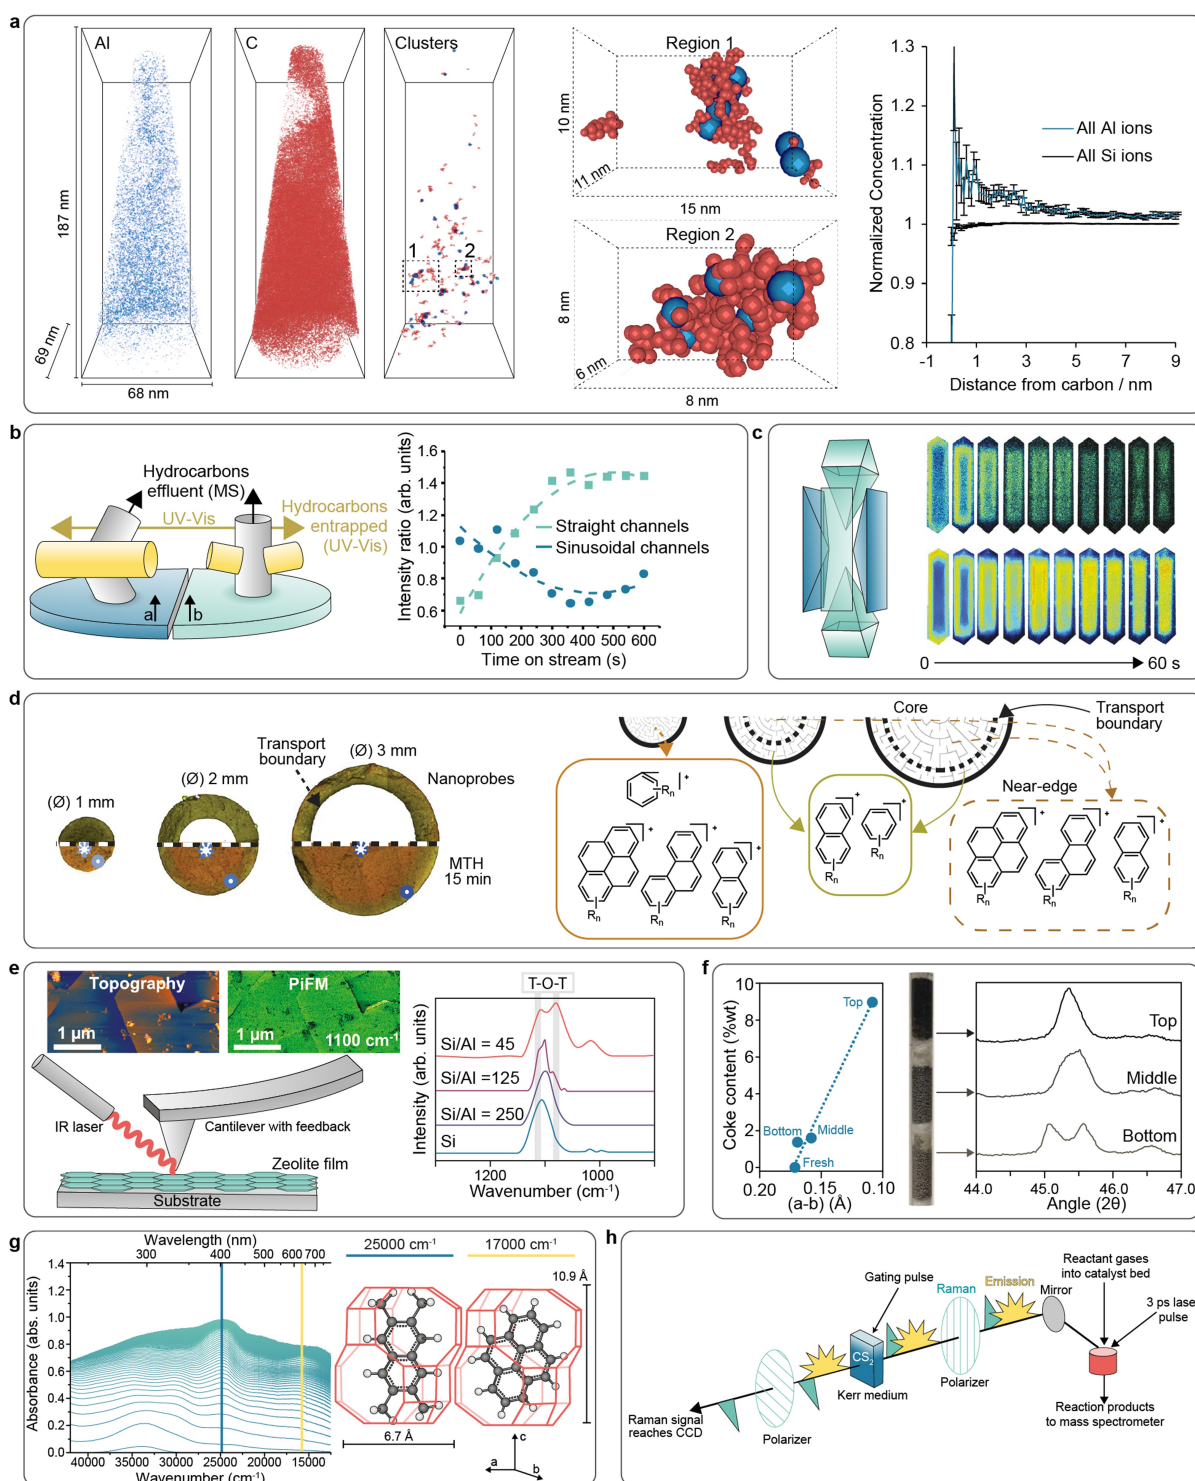 a
Al
C
Clusters
187 nm
69 nm
68 nm
1
2
Region 1
10 nm
11 nm
15 nm
Region 2
8 nm
6 nm
8 nm
Normalized Concentration
1.3
1.2
1.1
1
0.9
0.8
All Al ions
All Si ions
-1 1 3 5 7 9
Distance from carbon / nm
b
Hydrocarbons
effluent (MS)
UV-Vis
Hydrocarbons
entrapped
(UV-Vis)
a
b
Intensity ratio (arb. units)
1.6
1.4
1.2
1.0
0.8
0.6
Straight channels
Sinusoidal channels
0 100 200 300 400 500 600
Time on stream (s)
c
0
60 s
d
(Ø) 1 mm
(Ø) 2 mm
Transport
boundary
(Ø) 3 mm
Nanoprobes
MTH
15 min
Core
Transport
boundary
Near-edge
Rn
+
+
+
+
Rn
Rn
Rn
+
+
Rn
Rn
+
+
+
Rn
Rn
Rn
e
Topography
1 µm
PiFM
1 µm
1100 cm-1
IR laser
Cantilever with feedback
Zeolite film
Substrate
Intensity (arb. units)
T-O-T
Si/Al = 45
Si/Al =125
Si/Al = 250
Si
1200 1000
Wavenumber (cm-1)
f
Coke content (%wt)
10
8
6
4
2
0
Top
Bottom
Middle
Fresh
0.20 0.15 0.10
(a-b) (Å)
Top
Middle
Bottom
44.0 45.0 46.0 47.0
Angle (2θ)
g
Wavelength (nm)
300 400 500 600 700
Absorbance (abs. units)
1.4
1.2
1.0
0.8
0.6
0.4
0.2
0.0
40000 35000 30000 25000 20000 15000
Wavenumber (cm-1)
25000 cm-1
17000 cm-1
10.9 Å
6.7 Å
c
a
b
h
Gating pulse
Raman
Emission
Mirror
Reactant gases
into catalyst bed
3 ps lase
pulse
CS2
Kerr medium
Polarizer
Polarizer
Raman signal
reaches CCD
Reaction products
to mass spectrometer